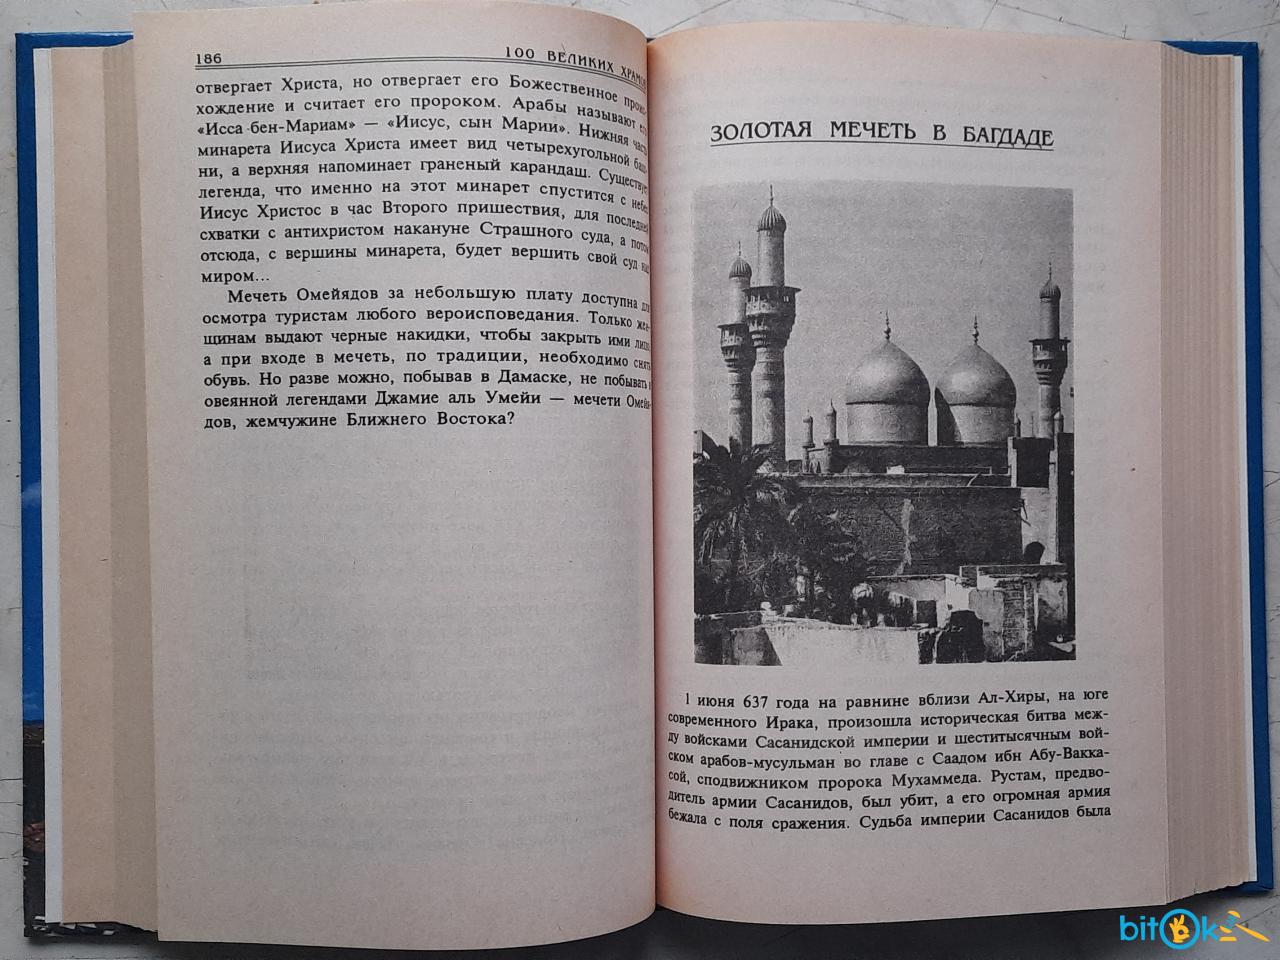 186
100 ВЕЛИКИХ
отвергает Христа, но отвергает его Божественное
хождение и считает его пророком. Арабы называют
«Исса бен-Мариам» — «Иисус, сын Марии». Нижняя
минарета Иисуса Христа имеет вид четырехугольной
ни, а верхняя напоминает граненый карандаш.
легенда, что именно на этот минарет спустится с
Иисус Христос в час Второго пришествия, для
схватки с антихристом накануне Страшного суда, а
отсюда, с вершины минарета, будет вершить свой суд
миром...
Мечеть Омейядов за небольшую плату доступна
осмотра туристам любого вероисповедания. Только
щинам выдают черные накидки, чтобы закрыть ими
а при входе в мечеть, по традиции, необходимо
обувь. Но разве можно, побывав в Дамаске, не побывать
овеянной легендами Джамие аль Умейи — мечети
дов, жемчужине Ближнего Востока?
ЗОЛОТАЯ МЕЧЕТЬ В БАГДАДЕ
1 июня 637 года на равнине вблизи Ал-Хиры, на юге
современного Ирака, произошла историческая битва меж-
ду войсками Сасанидской империи и шеститысячным вой-
ском арабов-мусульман во главе с Саадом ибн Абу-Вакка-
сой, сподвижником пророка Мухаммеда. Рустам, предво-
дитель армии Сасанидов, был убит, а его огромная армия
бежала с поля сражения. Судьба империи Сасанидов была
bitOk